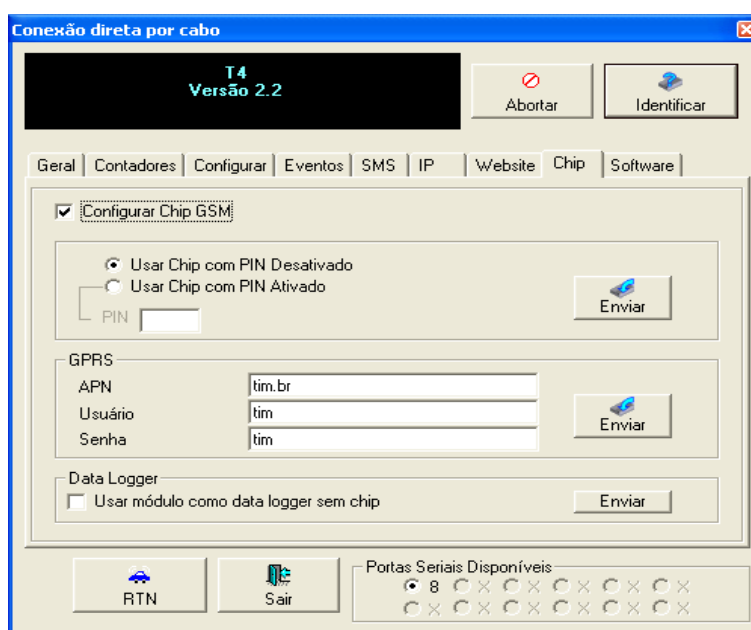 Conexão direta por cabo
T4
Versão 2.2
Abortar
Identificar
Geral Contadores Configurar Eventos SMS IP Website Chip Software
Configurar Chip GSM
Usar Chip com PIN Desativado
Usar Chip com PIN Ativado
PIN
Enviar
GPRS
APN tim.br
Usuário tim
Senha tim
Enviar
Data Logger
Usar módulo como data logger sem chip Enviar
RTN
Sair
Portas Seriais Disponíveis
8 X X X X X
X X X X X X